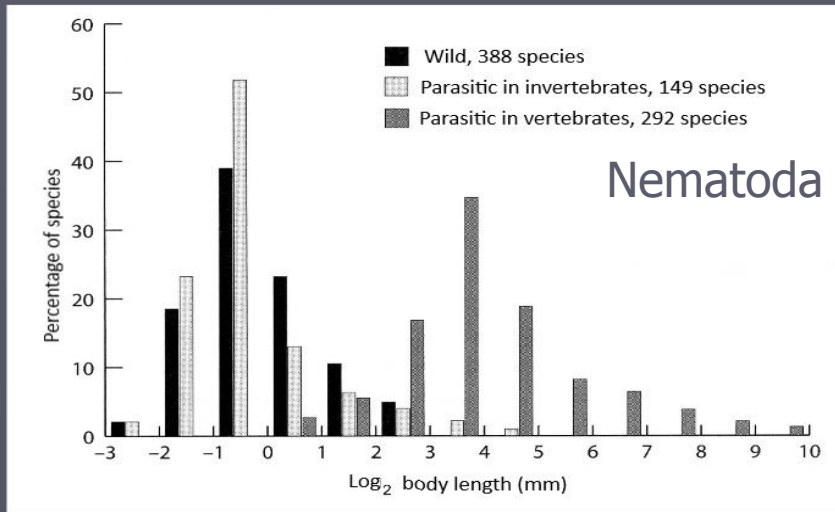 60
50
40
30
20
10
0
Percentage of species
Wild, 388 species
Parasitic in invertebrates, 149 species
Parasitic in vertebrates, 292 species
Nematoda
–3 –2 –1 0 1 2 3 4 5 6 7 8 9 10
Log2 body length (mm)